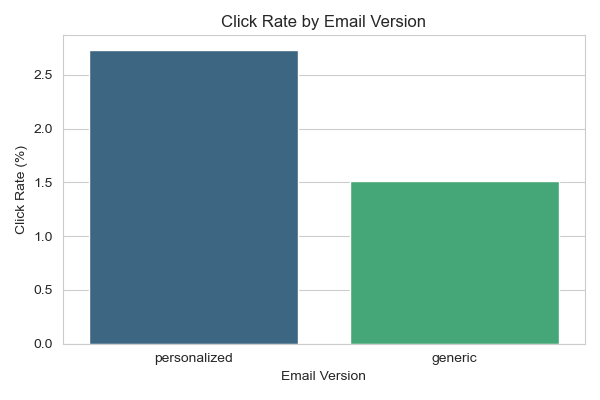 Click Rate by Email Version
Click Rate (%)
2.5
2.0
1.5
1.0
0.5
0.0
personalized
generic
Email Version